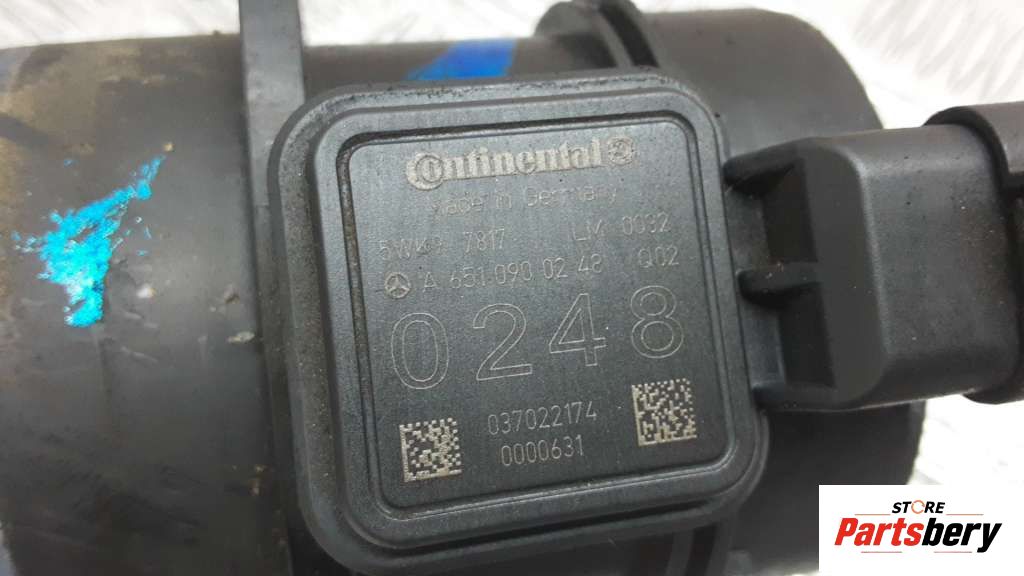 Continental
Made in Germany
5WK9 7817 LM 0032
A 651 090 02 48 Q02
0248
037022174
0000631
STORE
Partsbery